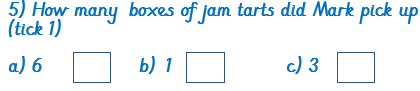 5) How many boxes of jam tarts did Mark pick up
(tick 1)
a) 6 b) 1 c) 3